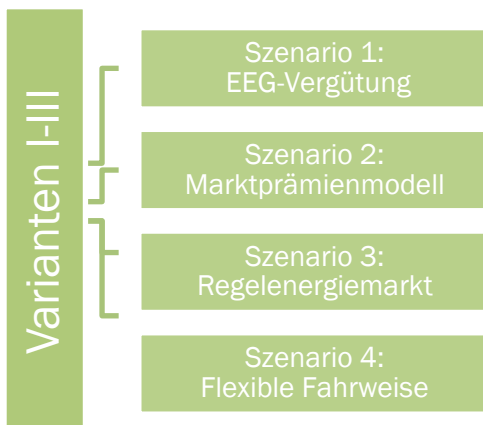 Varianten I-III
Szenario 1:
EEG-Vergütung
Szenario 2:
Marktprämienmodell
Szenario 3:
Regelenergiemarkt
Szenario 4:
Flexible Fahrweise